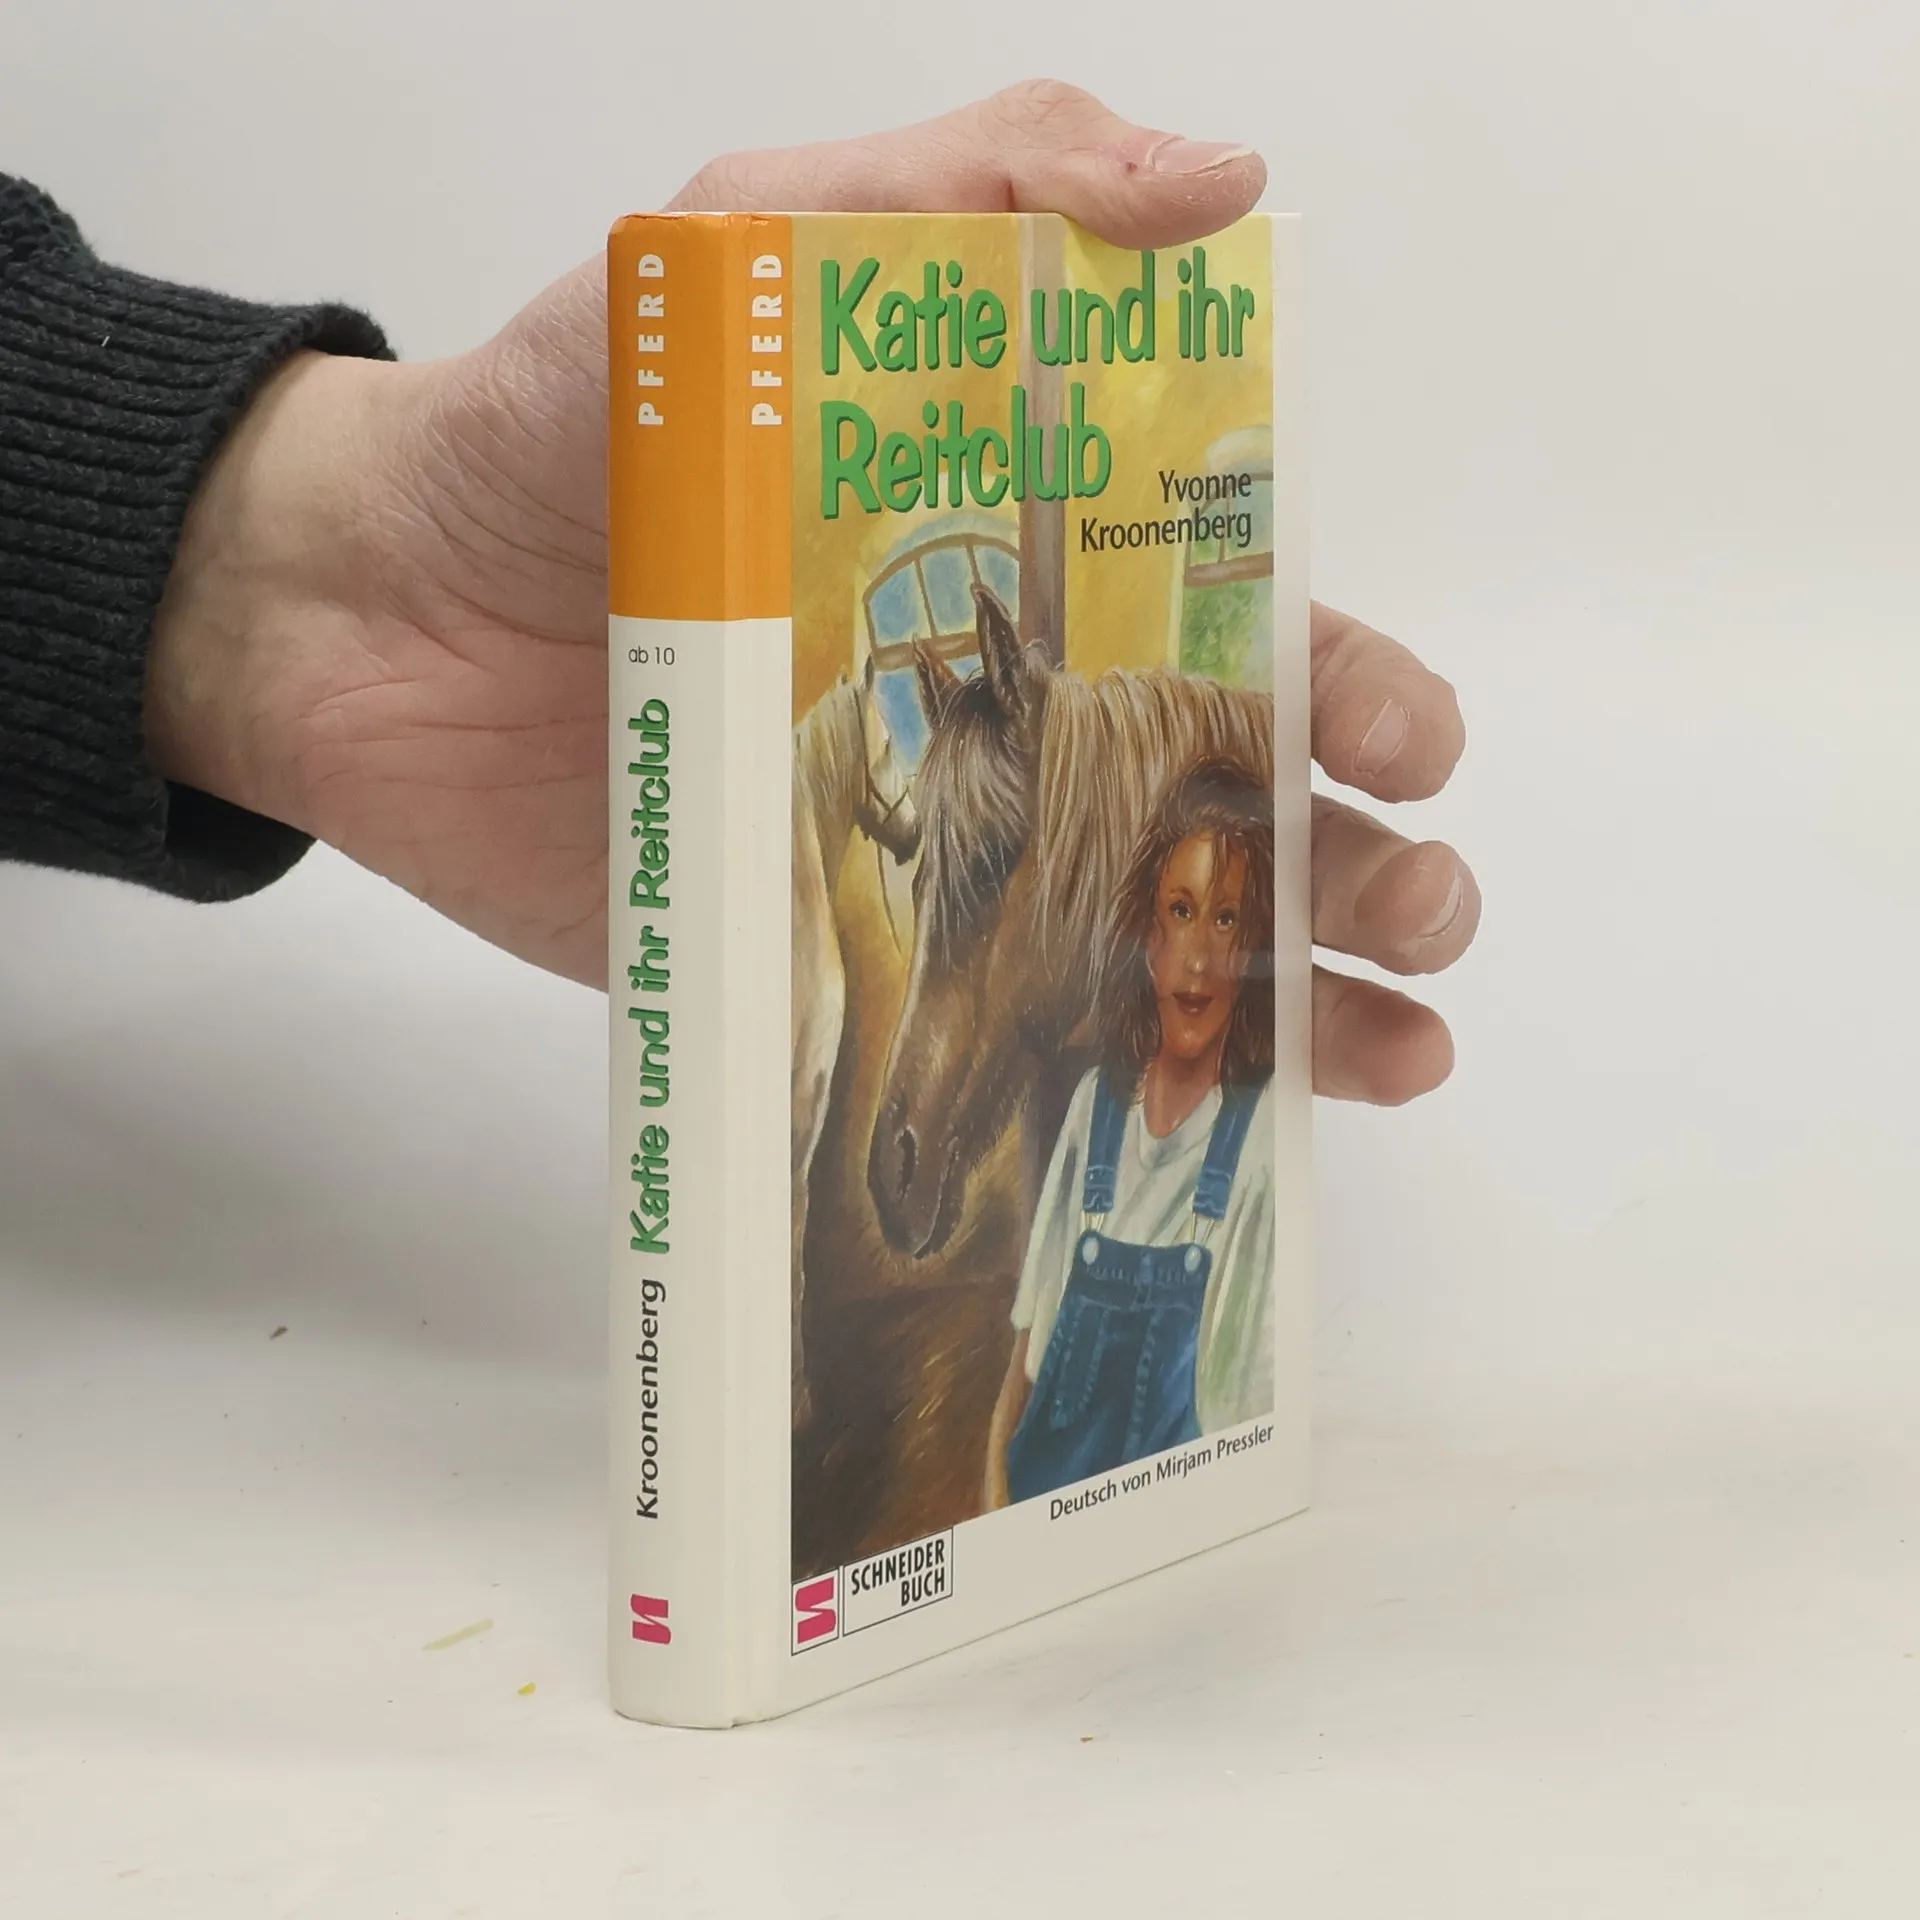 PFERD
ab 10
Kroonenberg Katie und ihr Reitclub
PFERD
Katie und ihr
Reitclub
Yvonne
Kroonenberg
Deutsch von Mirjam Pressler
SCHNEIDER
BUCH